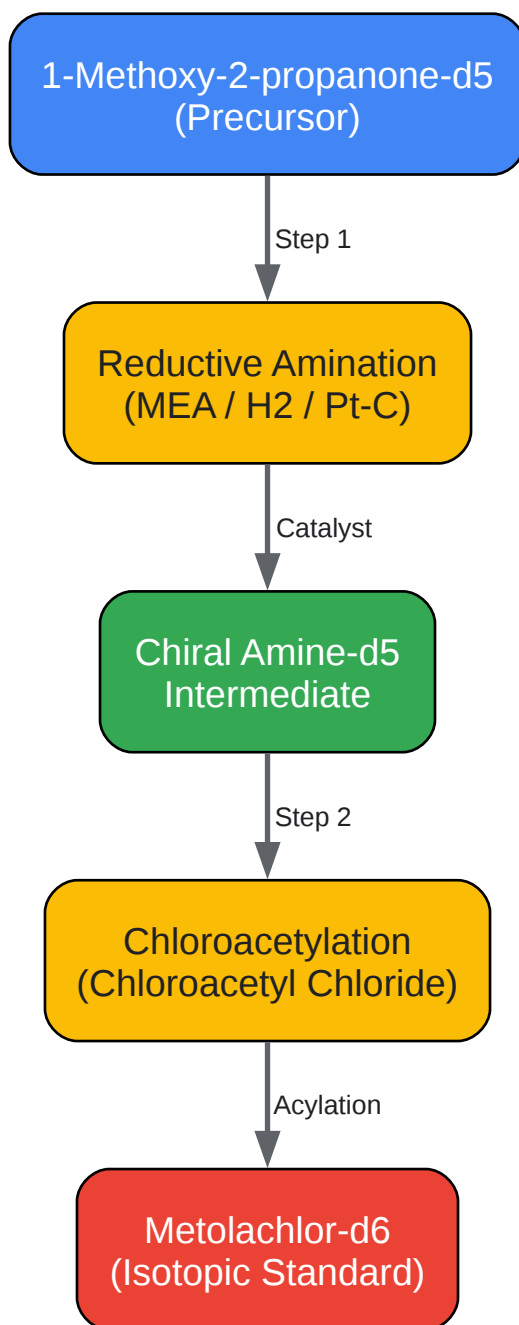 1-Methoxy-2-propanone-d5
(Precursor)
Step 1
Reductive Amination
(MEA / H2 / Pt-C)
Catalyst
Chiral Amine-d5
Intermediate
Step 2
Chloroacetylation
(Chloroacetyl Chloride)
Acylation
Metolachlor-d6
(Isotopic Standard)